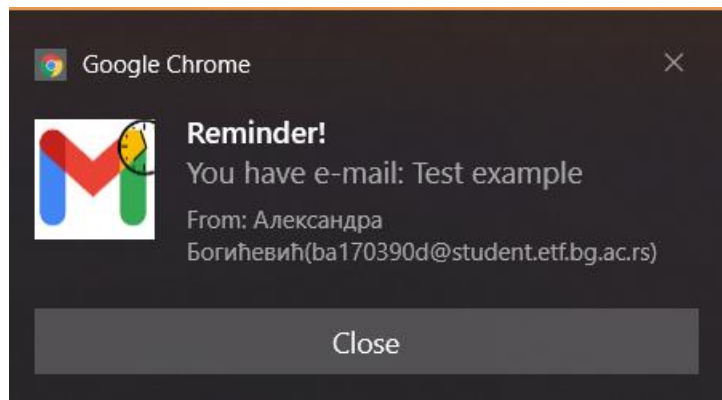 Google Chrome
Reminder!
You have e-mail: Test example
From: Александра
Богићевић(ba170390d@student.etf.bg.ac.rs)
Close